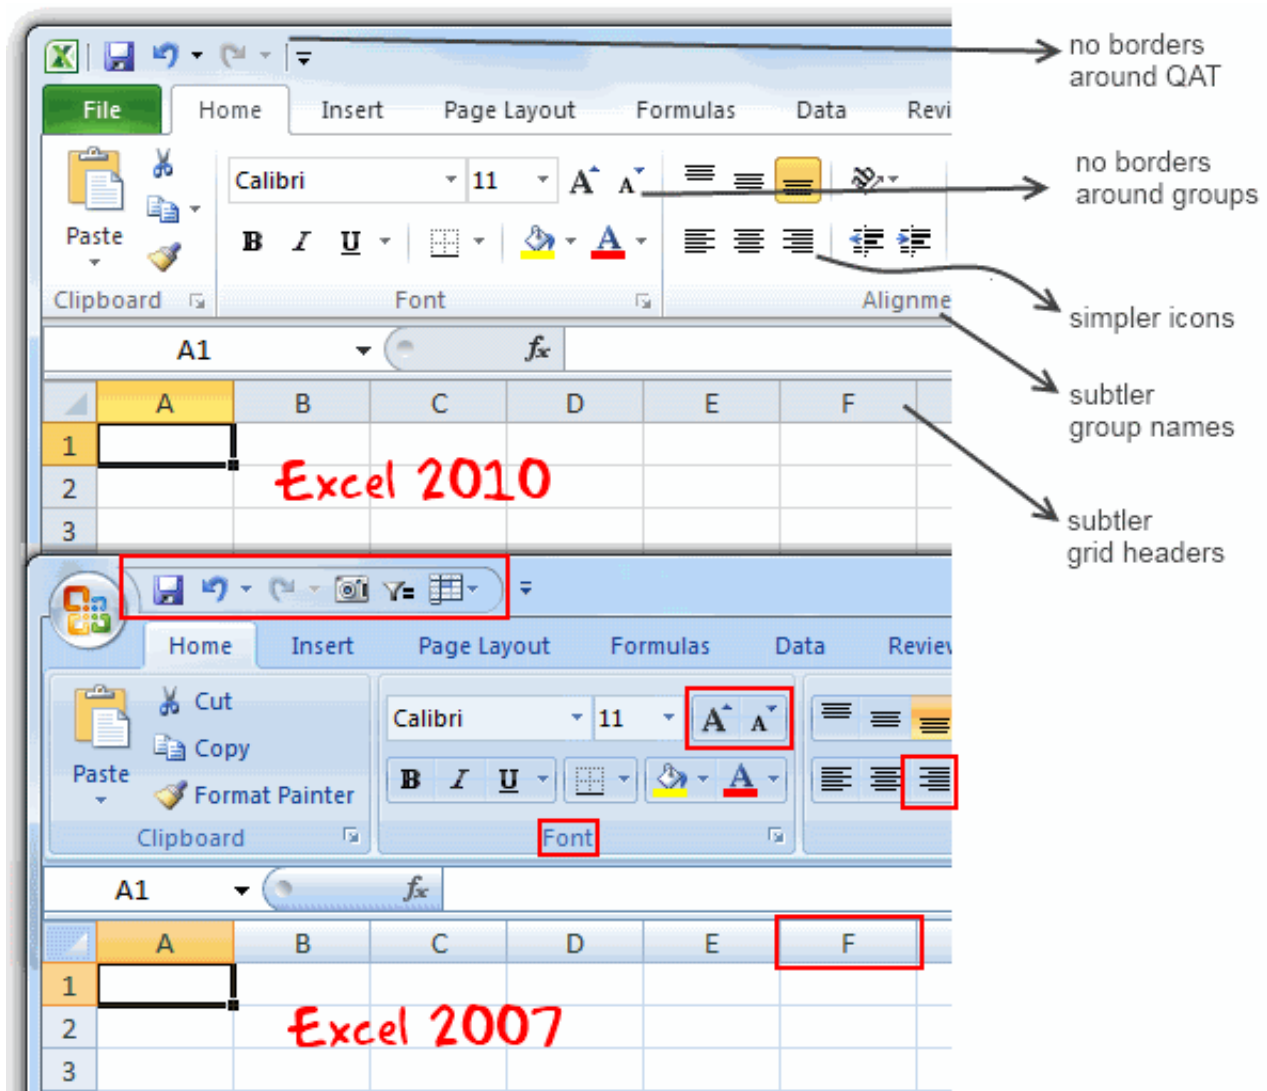 no borders
around QAT
File Home Insert Page Layout Formulas Data Revi
no borders
around groups
Calibri 11 A A
Paste B I U A
simpler icons
Clipboard Font Alignme
A1 fx
subtler
group names
A B C D E F
1
Excel 2010
2
subtler
grid headers
3
Home Insert Page Layout Formulas Data Review
Cut
Calibri 11 A A
Copy
Paste B I U A
Format Painter
Clipboard Font
A1 fx
A B C D E F
1
Excel 2007
2
3